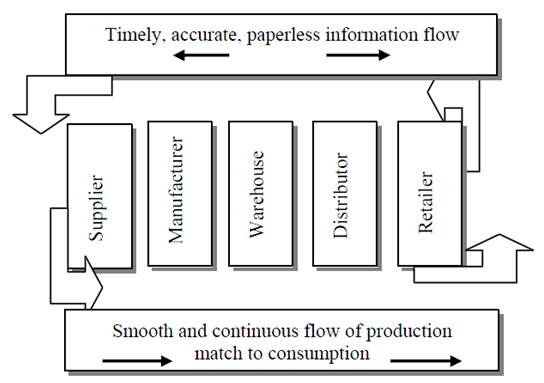 Timely, accurate, paperless information flow
Supplier
Manufacturer
Warehouse
Distributor
Retailer
Smooth and continuous flow of production
match to consumption